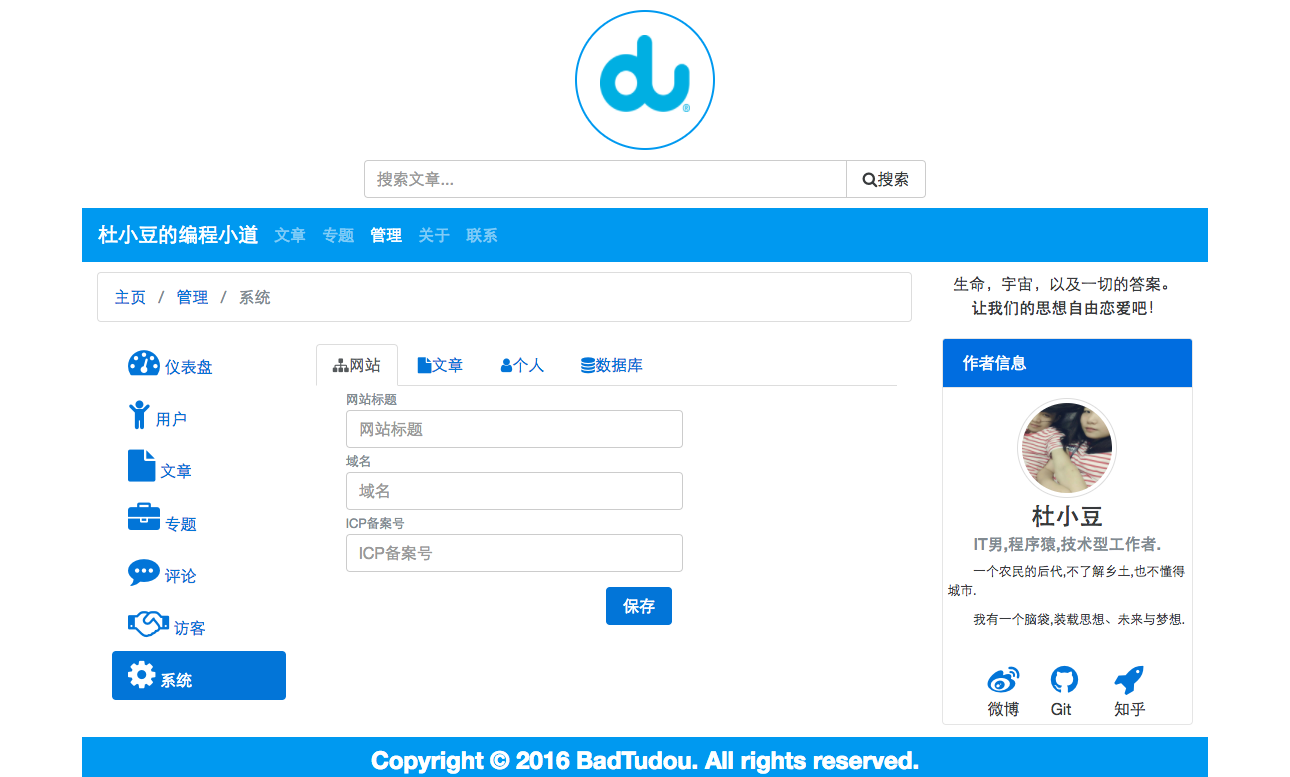 du®
搜索文章...
搜索
杜小豆的编程小道 文章 专题 管理 关于 联系
主页 / 管理 / 系统
仪表盘
用户
文章
专题
评论
访客
系统
网站 文章 个人 数据库
网站标题
网站标题
域名
域名
ICP备案号
ICP备案号
保存
生命，宇宙，以及一切的答案。
让我们的思想自由恋爱吧！
作者信息
杜小豆
IT男,程序猿,技术型工作者.
一个农民的后代,不了解乡土,也不懂得
城市.
我有一个脑袋,装载思想、未来与梦想.
微博 Git 知乎
Copyright © 2016 BadTudou. All rights reserved.